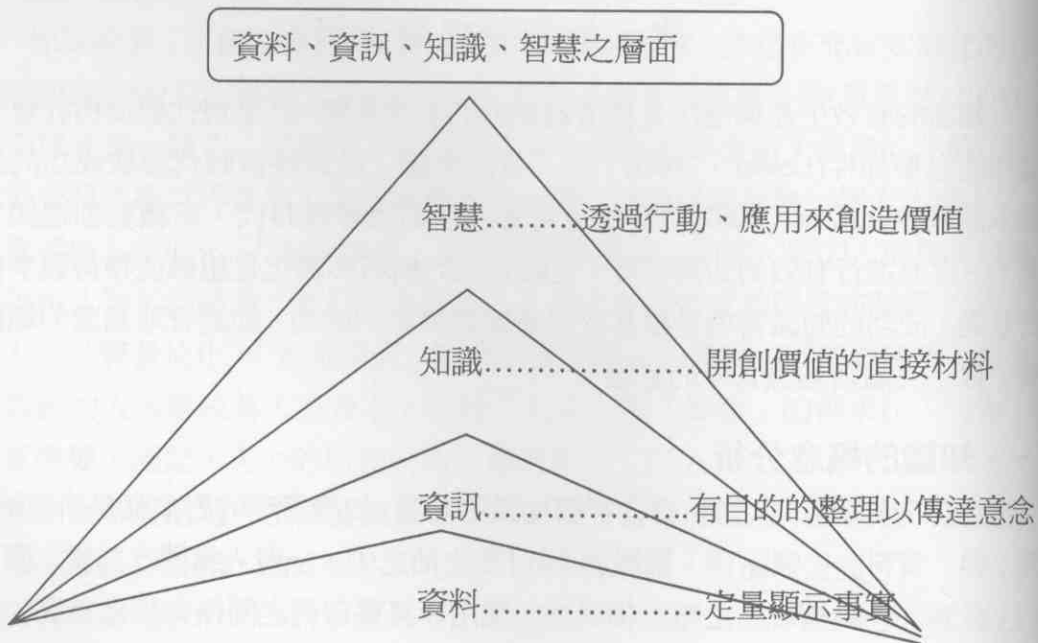 資料、資訊、知識、智慧之層面
智慧.........透過行動、應用來創造價值
知識.....................開創價值的直接材料
資訊...................有目的的整理以傳達意念
資料.....................定量顯示事實